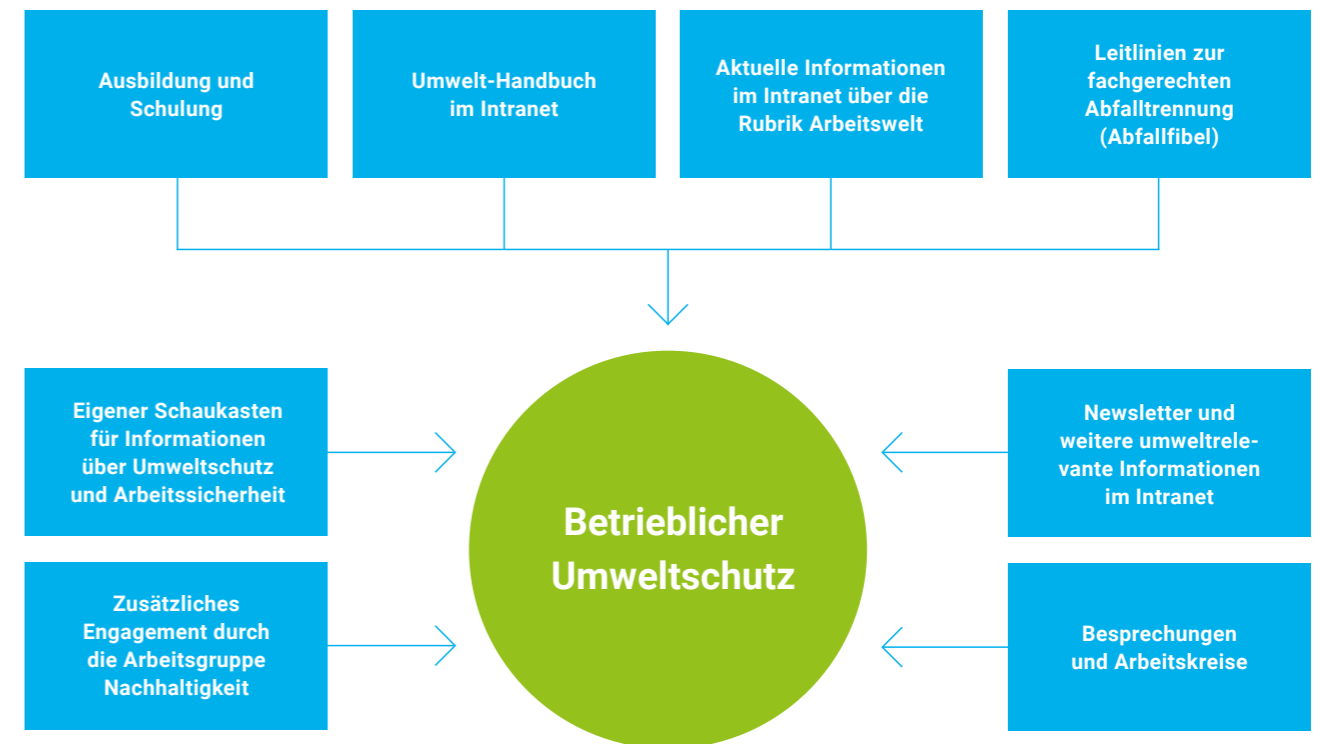 Ausbildung und
Schulung
Umwelt-Handbuch
im Intranet
Aktuelle Informationen
im Intranet über die
Rubrik Arbeitswelt
Leitlinien zur
fachgerechten
Abfalltrennung
(Abfallfibel)
Eigener Schaukasten
für Informationen
über Umweltschutz
und Arbeitssicherheit
Zusätzliches
Engagement durch
die Arbeitsgruppe
Nachhaltigkeit
Betrieblicher
Umweltschutz
Newsletter und
weitere umweltrele-
vante Informationen
im Intranet
Besprechungen
und Arbeitskreise